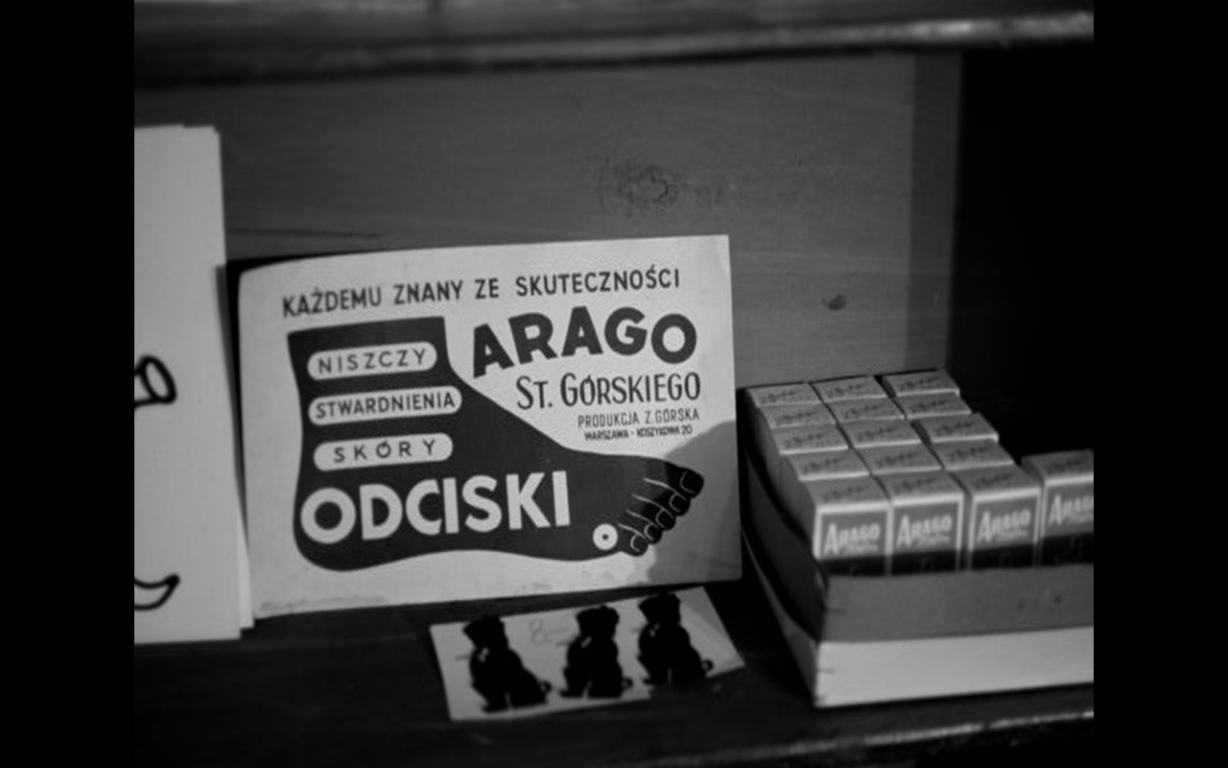 KAŻDEMU ZNANY ZE SKUTECZNOŚCI
ARAGO
ST. GÓRSKIEGO
PRODUKCJA Z. GÓRSKA
WARSZAWA - KOSZYKOWA 20
NISZCZY
STWARDNIENIA
SKÓRY
ODCISKI
ARAGO
ARAGO
ARAGO
ARAGO